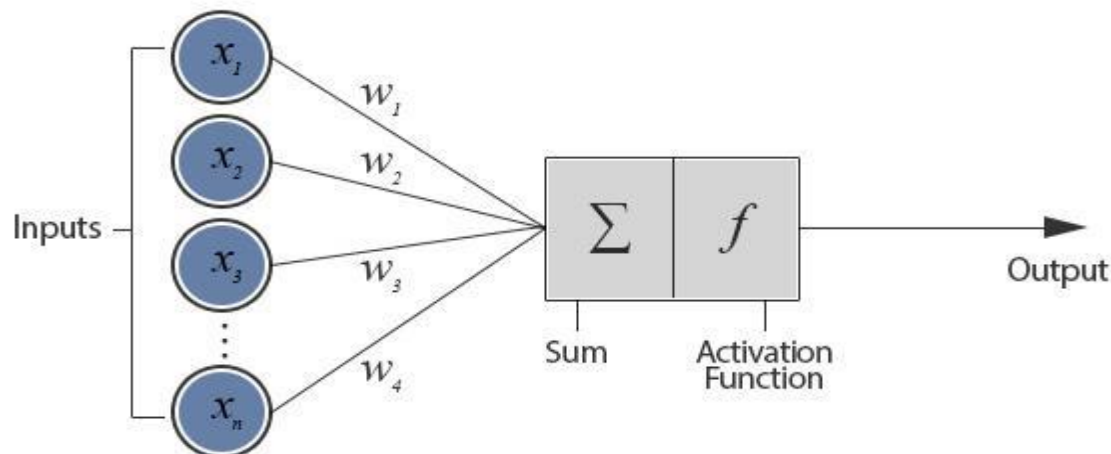 x₁
w₁
x₂
w₂
Inputs
x₃
w₃
Σ
f
Output
Sum
Activation
Function
w₄
xₙ